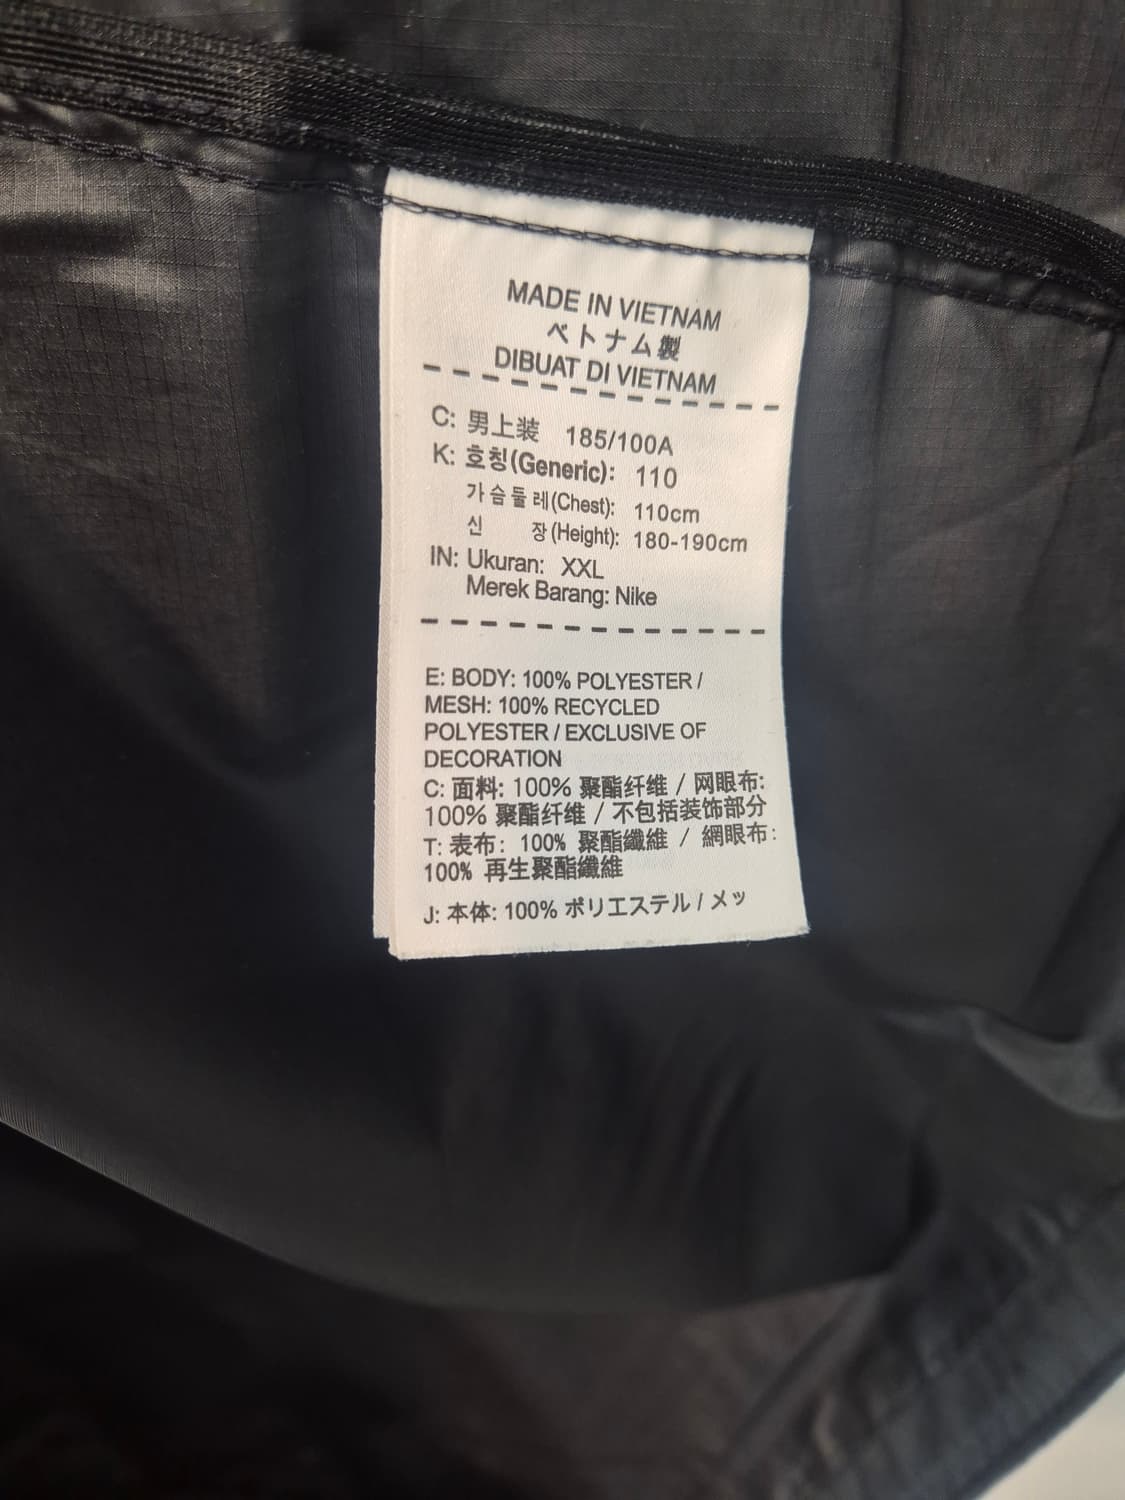 MADE IN VIETNAM
ベトナム製
DIBUAT DI VIETNAM
C: 男上装 185/100A
K: 호칭(Generic): 110
가슴둘레(Chest): 110cm
신 장(Height): 180-190cm
IN: Ukuran: XXL
Merek Barang: Nike
E: BODY: 100% POLYESTER /
MESH: 100% RECYCLED
POLYESTER / EXCLUSIVE OF
DECORATION
C: 面料: 100% 聚酯纤维 / 网眼布:
100% 聚酯纤维 / 不包括装饰部分
T: 表布: 100% 聚酯纖維 / 網眼布:
100% 再生聚酯纖維
J: 本体: 100% ポリエステル / メッ